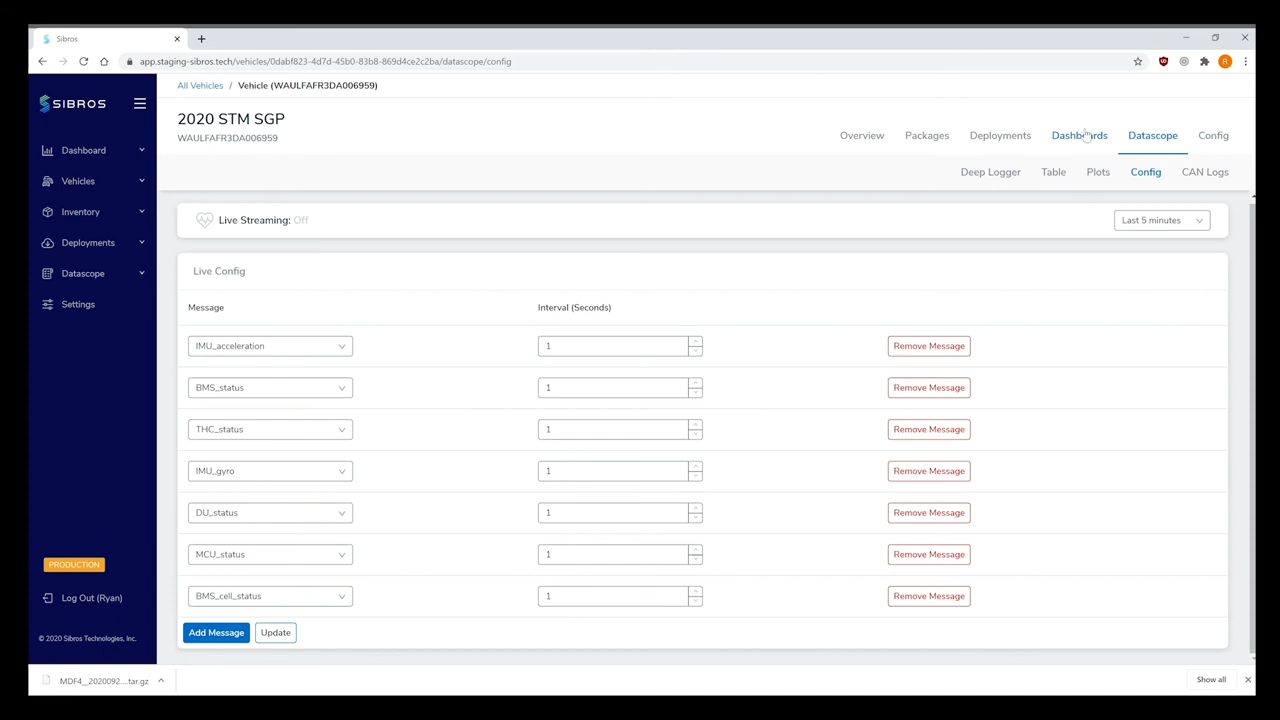 Sibros
app.staging-sibros.tech/vehicles/0dabf823-4d7d-45b0-83b8-869d4ce2c2ba/datascope/config
R
SIBROS
Dashboard
Vehicles
Inventory
Deployments
Datascope
Settings
PRODUCTION
Log Out (Ryan)
© 2020 Sibros Technologies, Inc.
All Vehicles / Vehicle (WAULFAFR3DA006959)
2020 STM SGP
WAULFAFR3DA006959
Overview Packages Deployments Dashboards Datascope Config
Deep Logger Table Plots Config CAN Logs
Live Streaming: Off
Last 5 minutes
Live Config
Message Interval (Seconds)
IMU_acceleration 1 Remove Message
BMS_status 1 Remove Message
THC_status 1 Remove Message
IMU_gyro 1 Remove Message
DU_status 1 Remove Message
MCU_status 1 Remove Message
BMS_cell_status 1 Remove Message
Add Message Update
MDF4__2020092....tar.gz
Show all